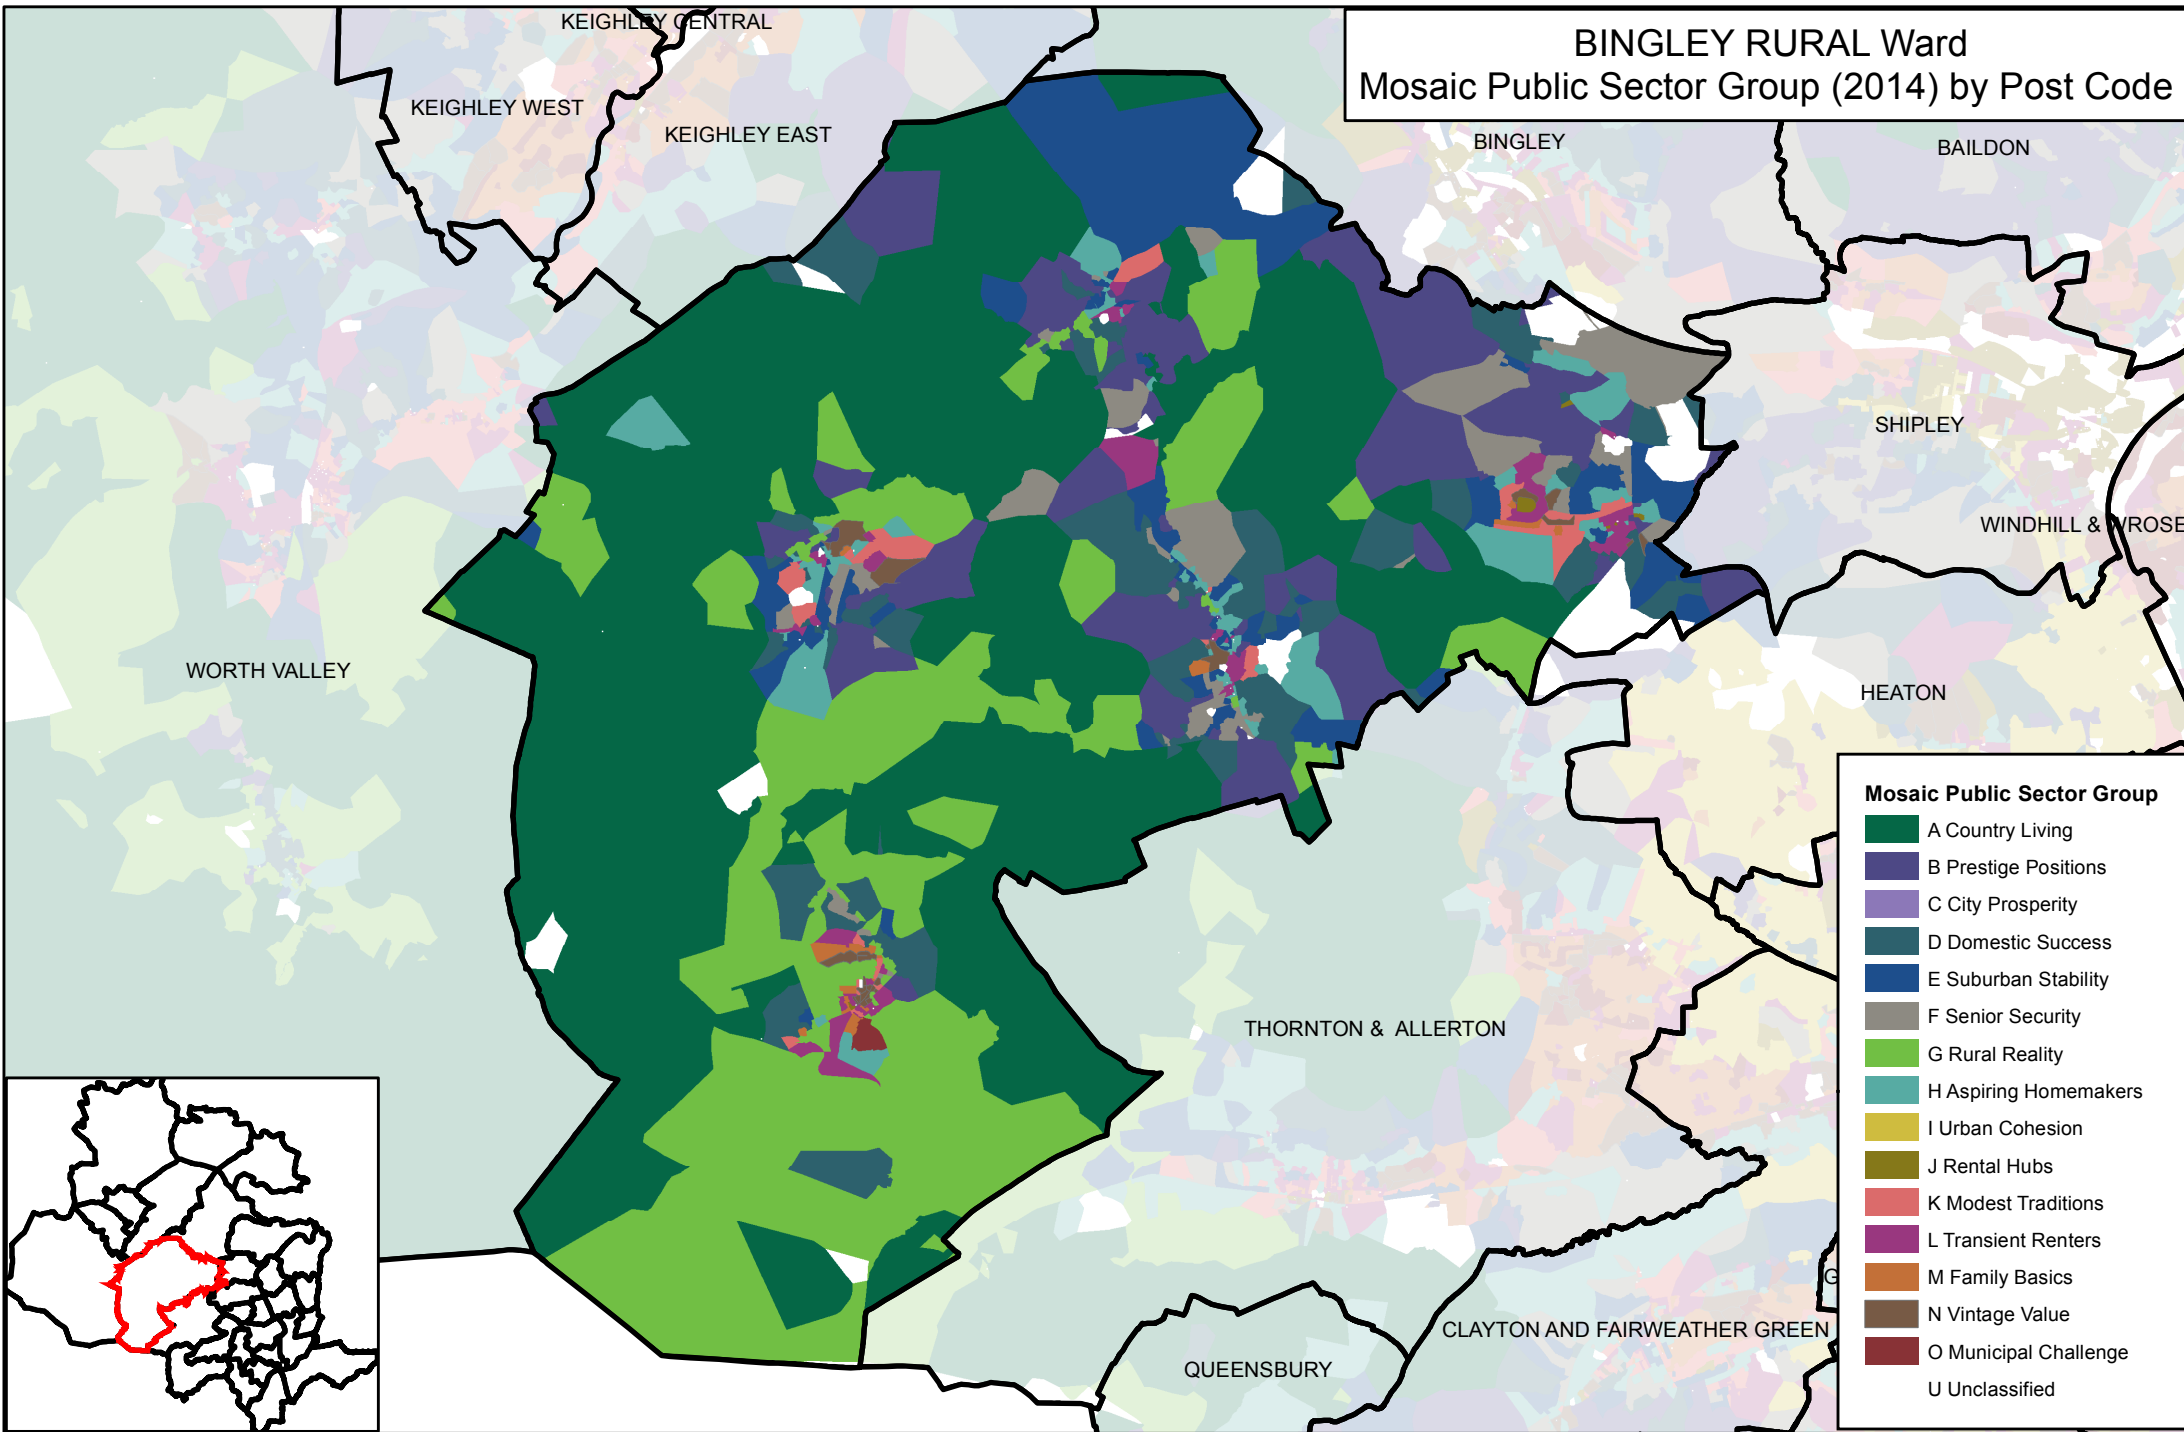 BINGLEY RURAL Ward
Mosaic Public Sector Group (2014) by Post Code
KEIGHLEY CENTRAL
KEIGHLEY WEST
KEIGHLEY EAST
BINGLEY
BAILDON
SHIPLEY
WINDHILL & WROSE
WORTH VALLEY
HEATON
THORNTON & ALLERTON
CLAYTON AND FAIRWEATHER GREEN
QUEENSBURY
G
Mosaic Public Sector Group
A Country Living
B Prestige Positions
C City Prosperity
D Domestic Success
E Suburban Stability
F Senior Security
G Rural Reality
H Aspiring Homemakers
I Urban Cohesion
J Rental Hubs
K Modest Traditions
L Transient Renters
M Family Basics
N Vintage Value
O Municipal Challenge
U Unclassified